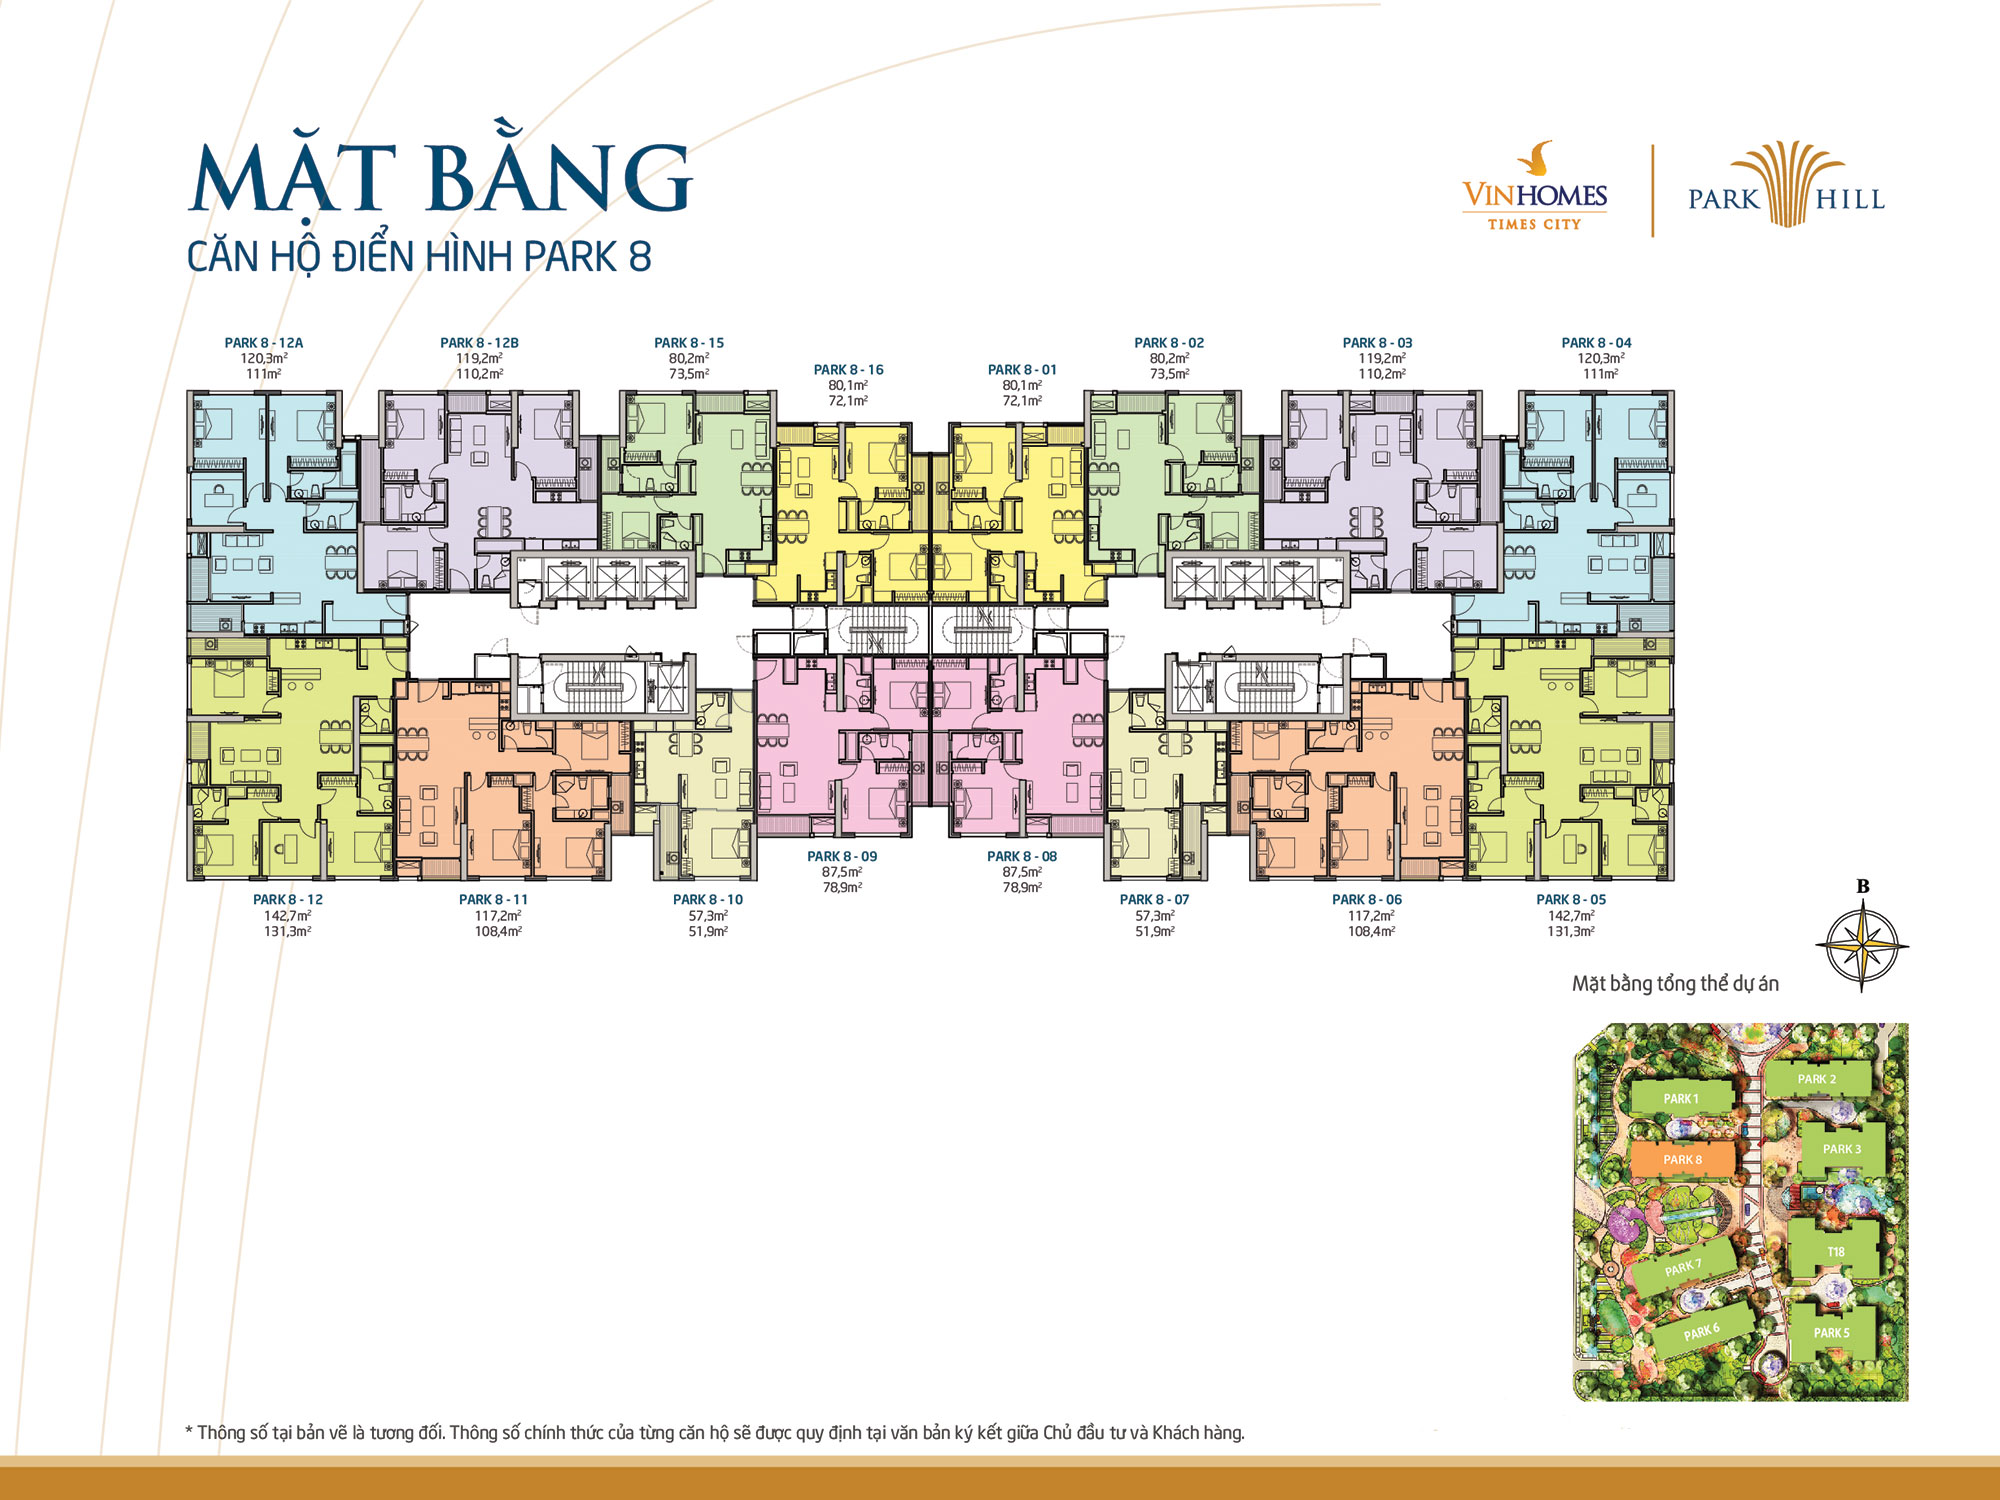 MẶT BẰNG
CĂN HỘ ĐIỂN HÌNH PARK 8
VINHOMES
TIMES CITY
PARK HILL
PARK 8 - 12A
120,3m²
111m²
PARK 8 - 12B
119,2m²
110,2m²
PARK 8 - 15
80,2m²
73,5m²
PARK 8 - 16
80,1m²
72,1m²
PARK 8 - 01
80,1m²
72,1m²
PARK 8 - 02
80,2m²
73,5m²
PARK 8 - 03
119,2m²
110,2m²
PARK 8 - 04
120,3m²
111m²
PARK 8 - 12
142,7m²
131,3m²
PARK 8 - 11
117,2m²
108,4m²
PARK 8 - 10
57,3m²
51,9m²
PARK 8 - 09
87,5m²
78,9m²
PARK 8 - 08
87,5m²
78,9m²
PARK 8 - 07
57,3m²
51,9m²
PARK 8 - 06
117,2m²
108,4m²
PARK 8 - 05
142,7m²
131,3m²
B
Mặt bằng tổng thể dự án
PARK 2
PARK 1
PARK 3
PARK 8
T18
PARK 7
PARK 6
PARK 5
* Thông số tại bản vẽ là tương đối. Thông số chính thức của từng căn hộ sẽ được quy định tại văn bản ký kết giữa Chủ đầu tư và Khách hàng.